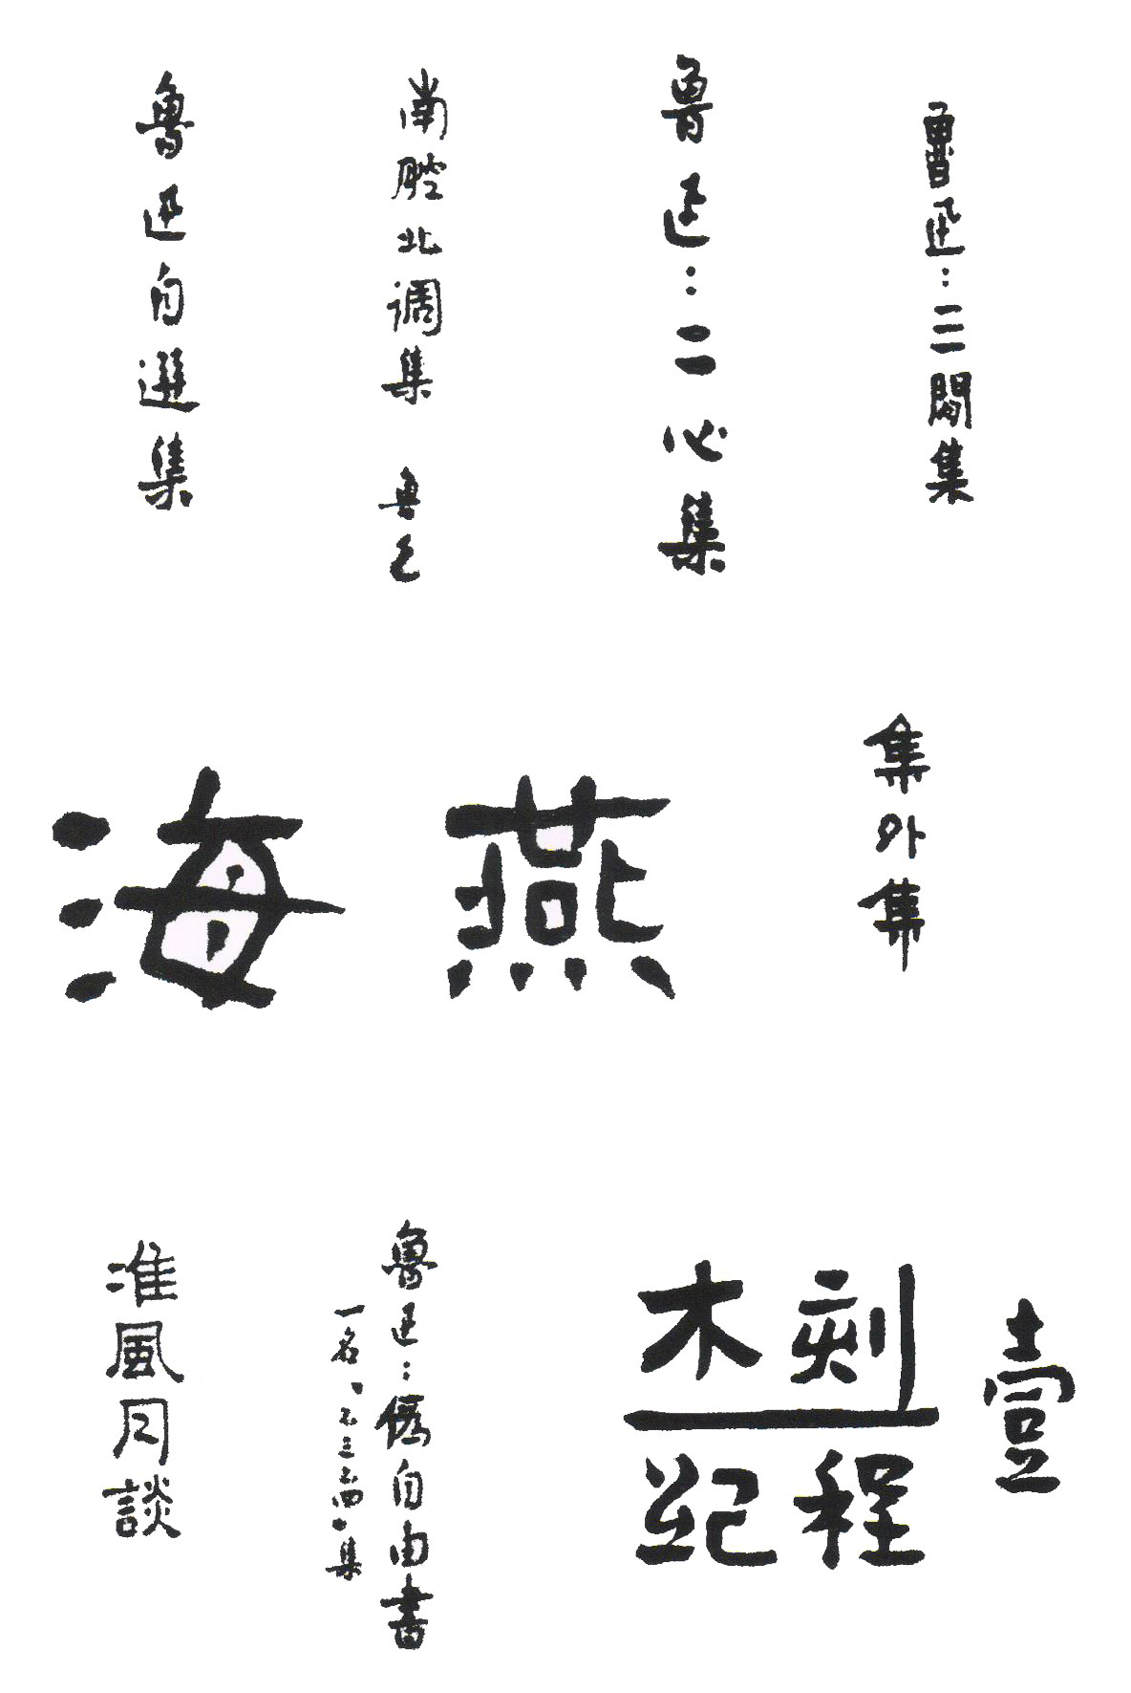 魯迅：三閒集
魯迅：二心集
南腔北调集 魯迅
魯迅自選集
集外集
海燕
木刻
紀程
壹
魯迅：偽自由書
一名、不三不四、集
准風月談